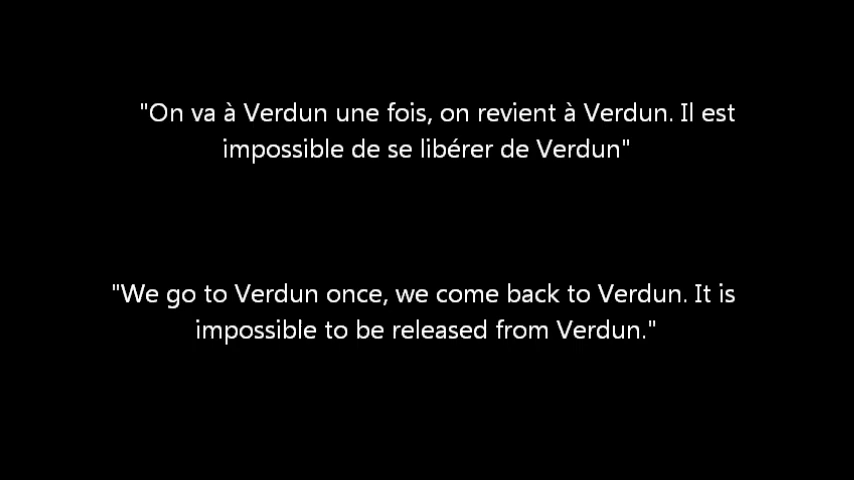 "On va à Verdun une fois, on revient à Verdun. Il est
impossible de se libérer de Verdun"
"We go to Verdun once, we come back to Verdun. It is
impossible to be released from Verdun."